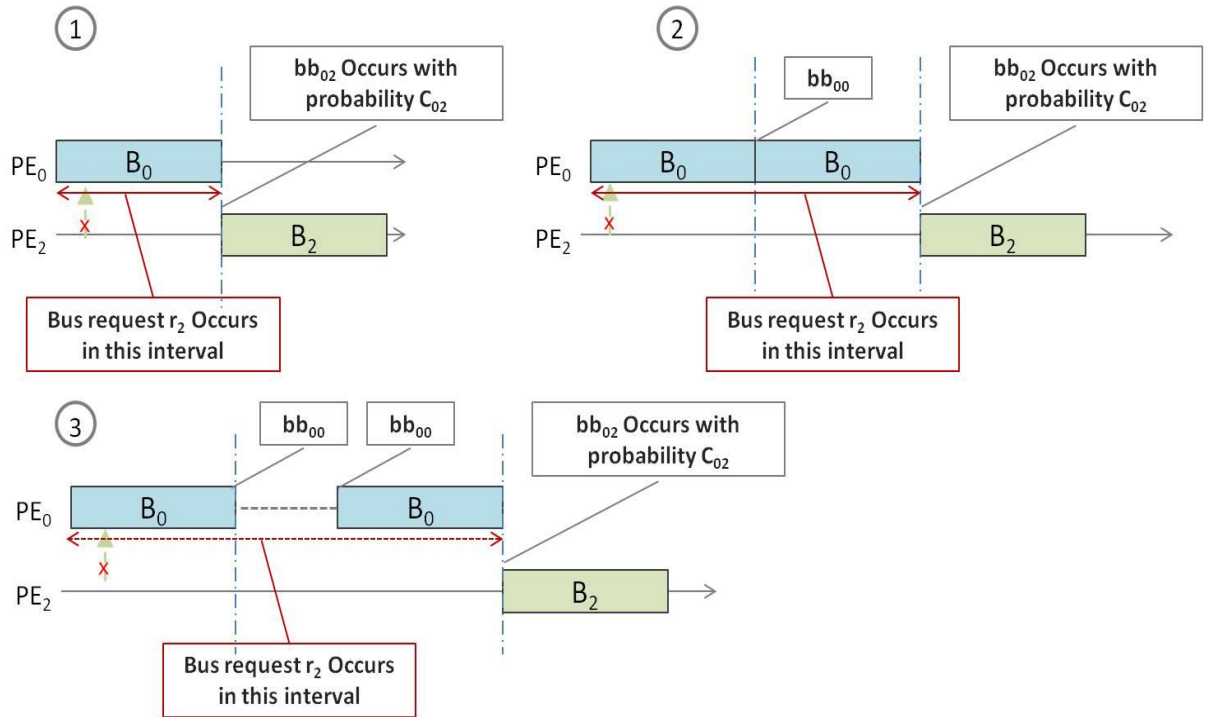 1
bb₀₂ Occurs with
probability C₀₂
PE₀
B₀
x
PE₂
B₂
Bus request r₂ Occurs
in this interval
2
bb₀₀
bb₀₂ Occurs with
probability C₀₂
PE₀
B₀
B₀
x
PE₂
B₂
Bus request r₂ Occurs
in this interval
3
bb₀₀
bb₀₀
bb₀₂ Occurs with
probability C₀₂
PE₀
B₀
B₀
x
PE₂
B₂
Bus request r₂ Occurs
in this interval